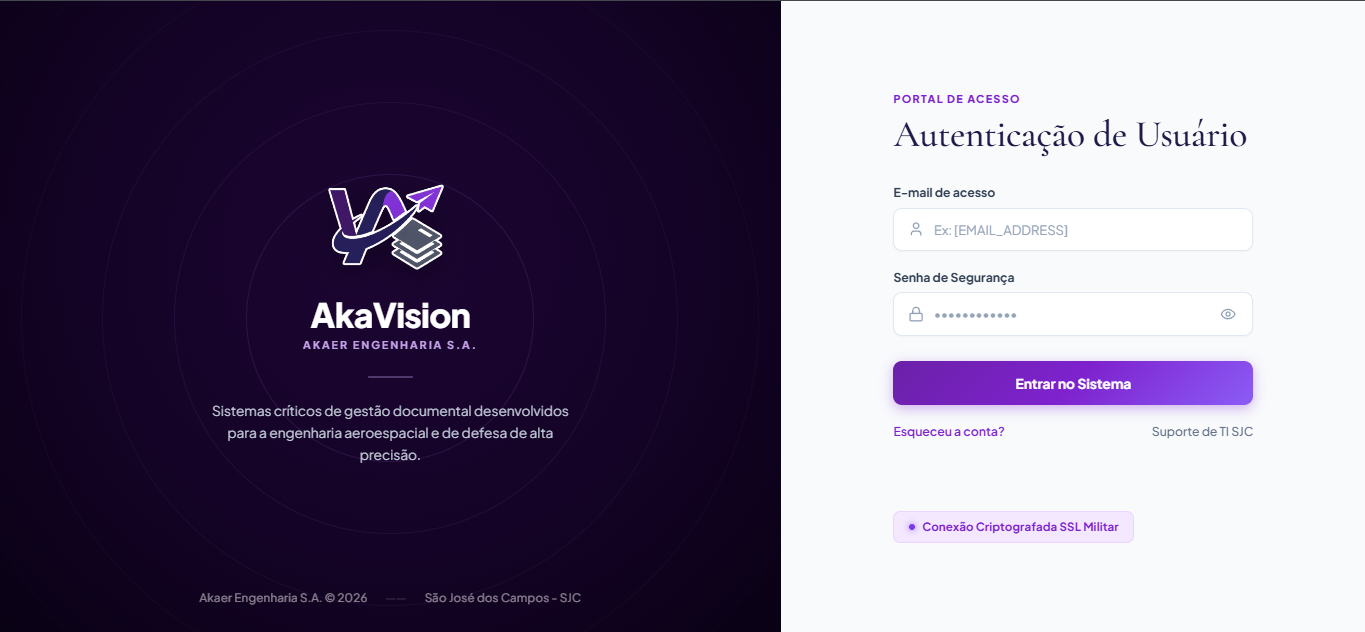 AkaVision
AKAER ENGENHARIA S.A.
Sistemas críticos de gestão documental desenvolvidos
para a engenharia aeroespacial e de defesa de alta
precisão.
Akaer Engenharia S.A. © 2026 —— São José dos Campos - SJC
PORTAL DE ACESSO
Autenticação de Usuário
E-mail de acesso
Ex: [EMAIL_ADDRESS]
Senha de Segurança
••••••••••••
Entrar no Sistema
Esqueceu a conta? Suporte de TI SJC
Conexão Criptografada SSL Militar